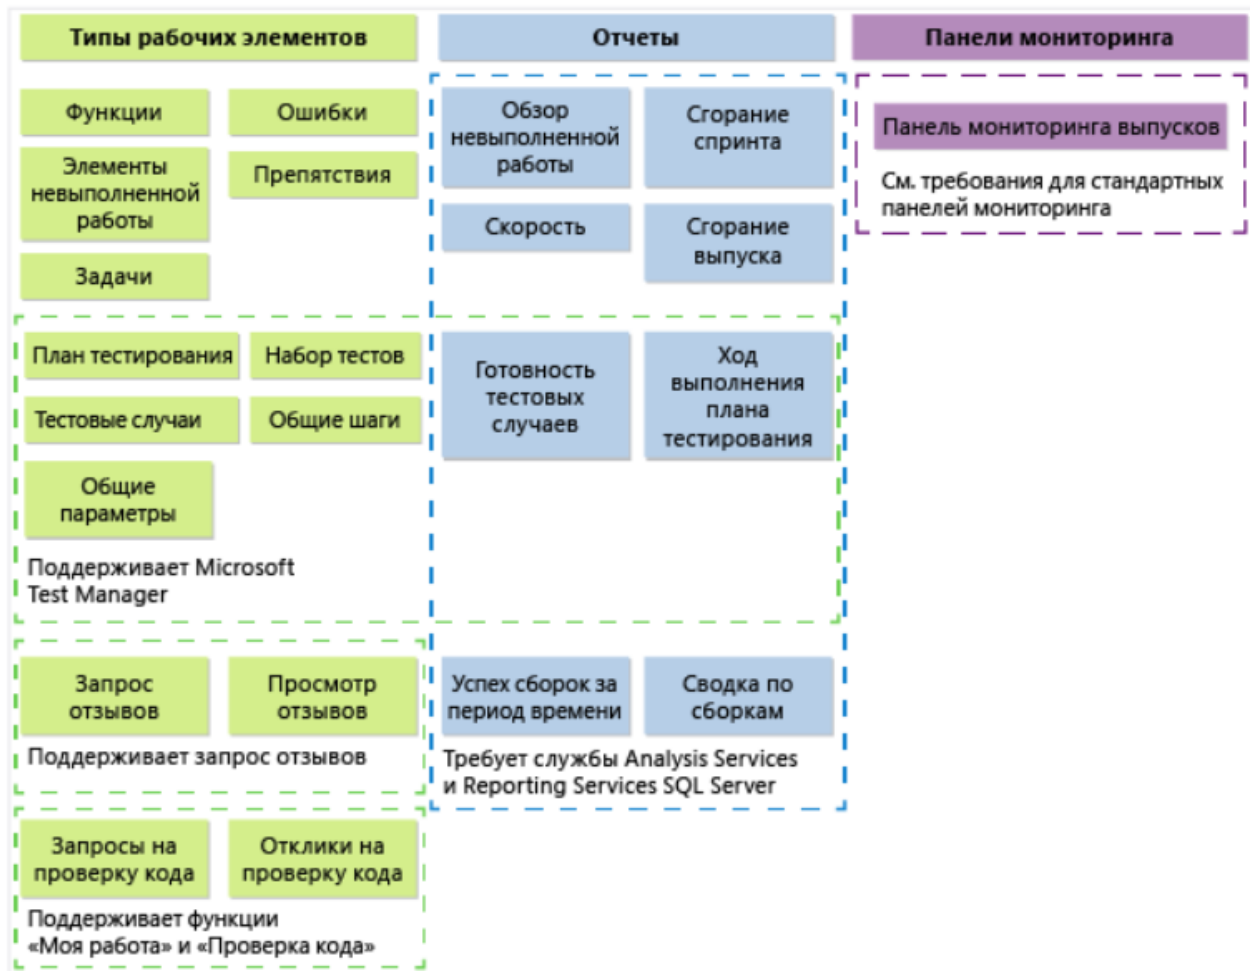 Типы рабочих элементов
Отчеты
Панели мониторинга
Функции
Ошибки
Элементы
невыполненной
работы
Препятствия
Задачи
План тестирования
Набор тестов
Тестовые случаи
Общие шаги
Общие
параметры
Поддерживает Microsoft
Test Manager
Запрос
отзывов
Просмотр
отзывов
Поддерживает запрос отзывов
Запросы на
проверку кода
Отклики на
проверку кода
Поддерживает функции
«Моя работа» и «Проверка кода»
Обзор
невыполненной
работы
Сгорание
спринта
Скорость
Сгорание
выпуска
Готовность
тестовых
случаев
Ход
выполнения
плана
тестирования
Успех сборок за
период времени
Сводка по
сборкам
Требует службы Analysis Services
и Reporting Services SQL Server
Панель мониторинга выпусков
См. требования для стандартных
панелей мониторинга